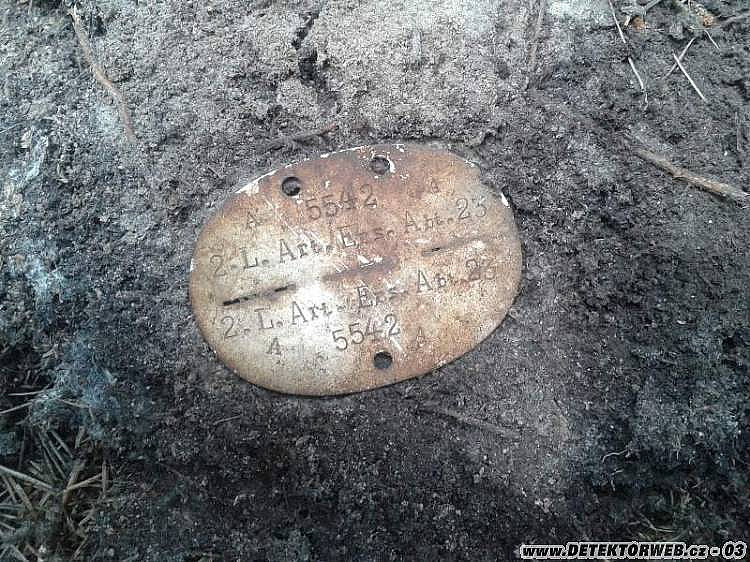 A 5542 A
2.L.Art.Ers.Abt.23
2.L.Art.Ers.Abt.23
A 5542 A
www.DETEKTORWEB.cz - 03